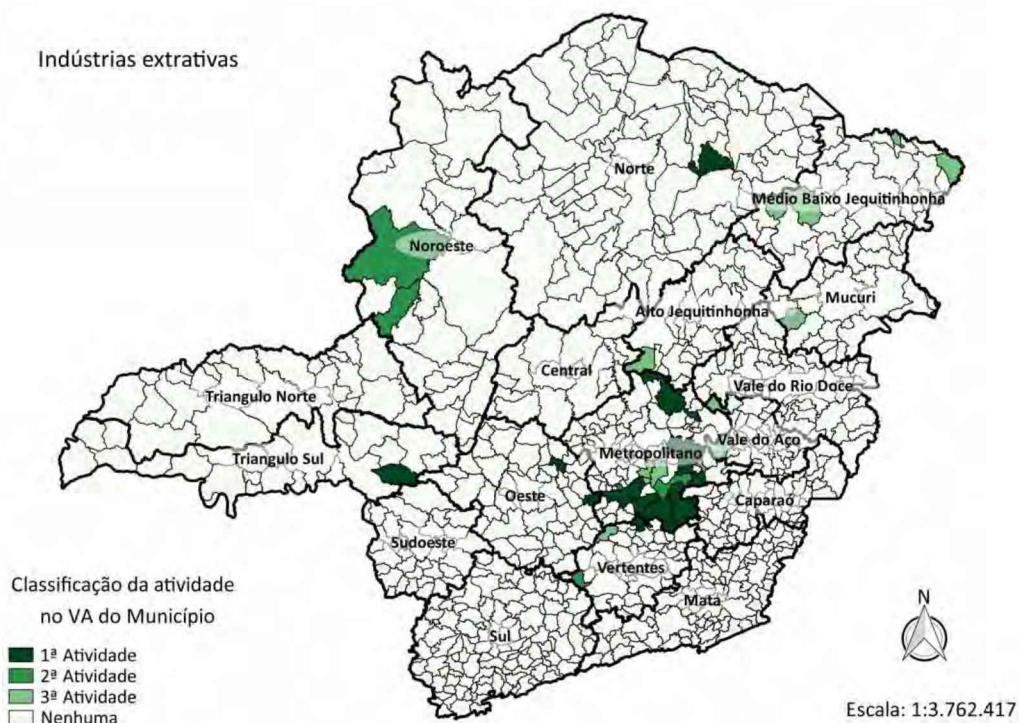 Indústrias extrativas
Norte
Médio Baixo Jequitinhonha
Noroeste
Mucuri
Alto Jequitinhonha
Central
Vale do Rio Doce
Triangulo Norte
Vale do Aço
Metropolitano
Triangulo Sul
Oeste
Caparaó
Sudoeste
Vertentes
Mata
Sul
Classificação da atividade
no VA do Município
1ª Atividade
2ª Atividade
3ª Atividade
Nenhuma
N
Escala: 1:3.762.417